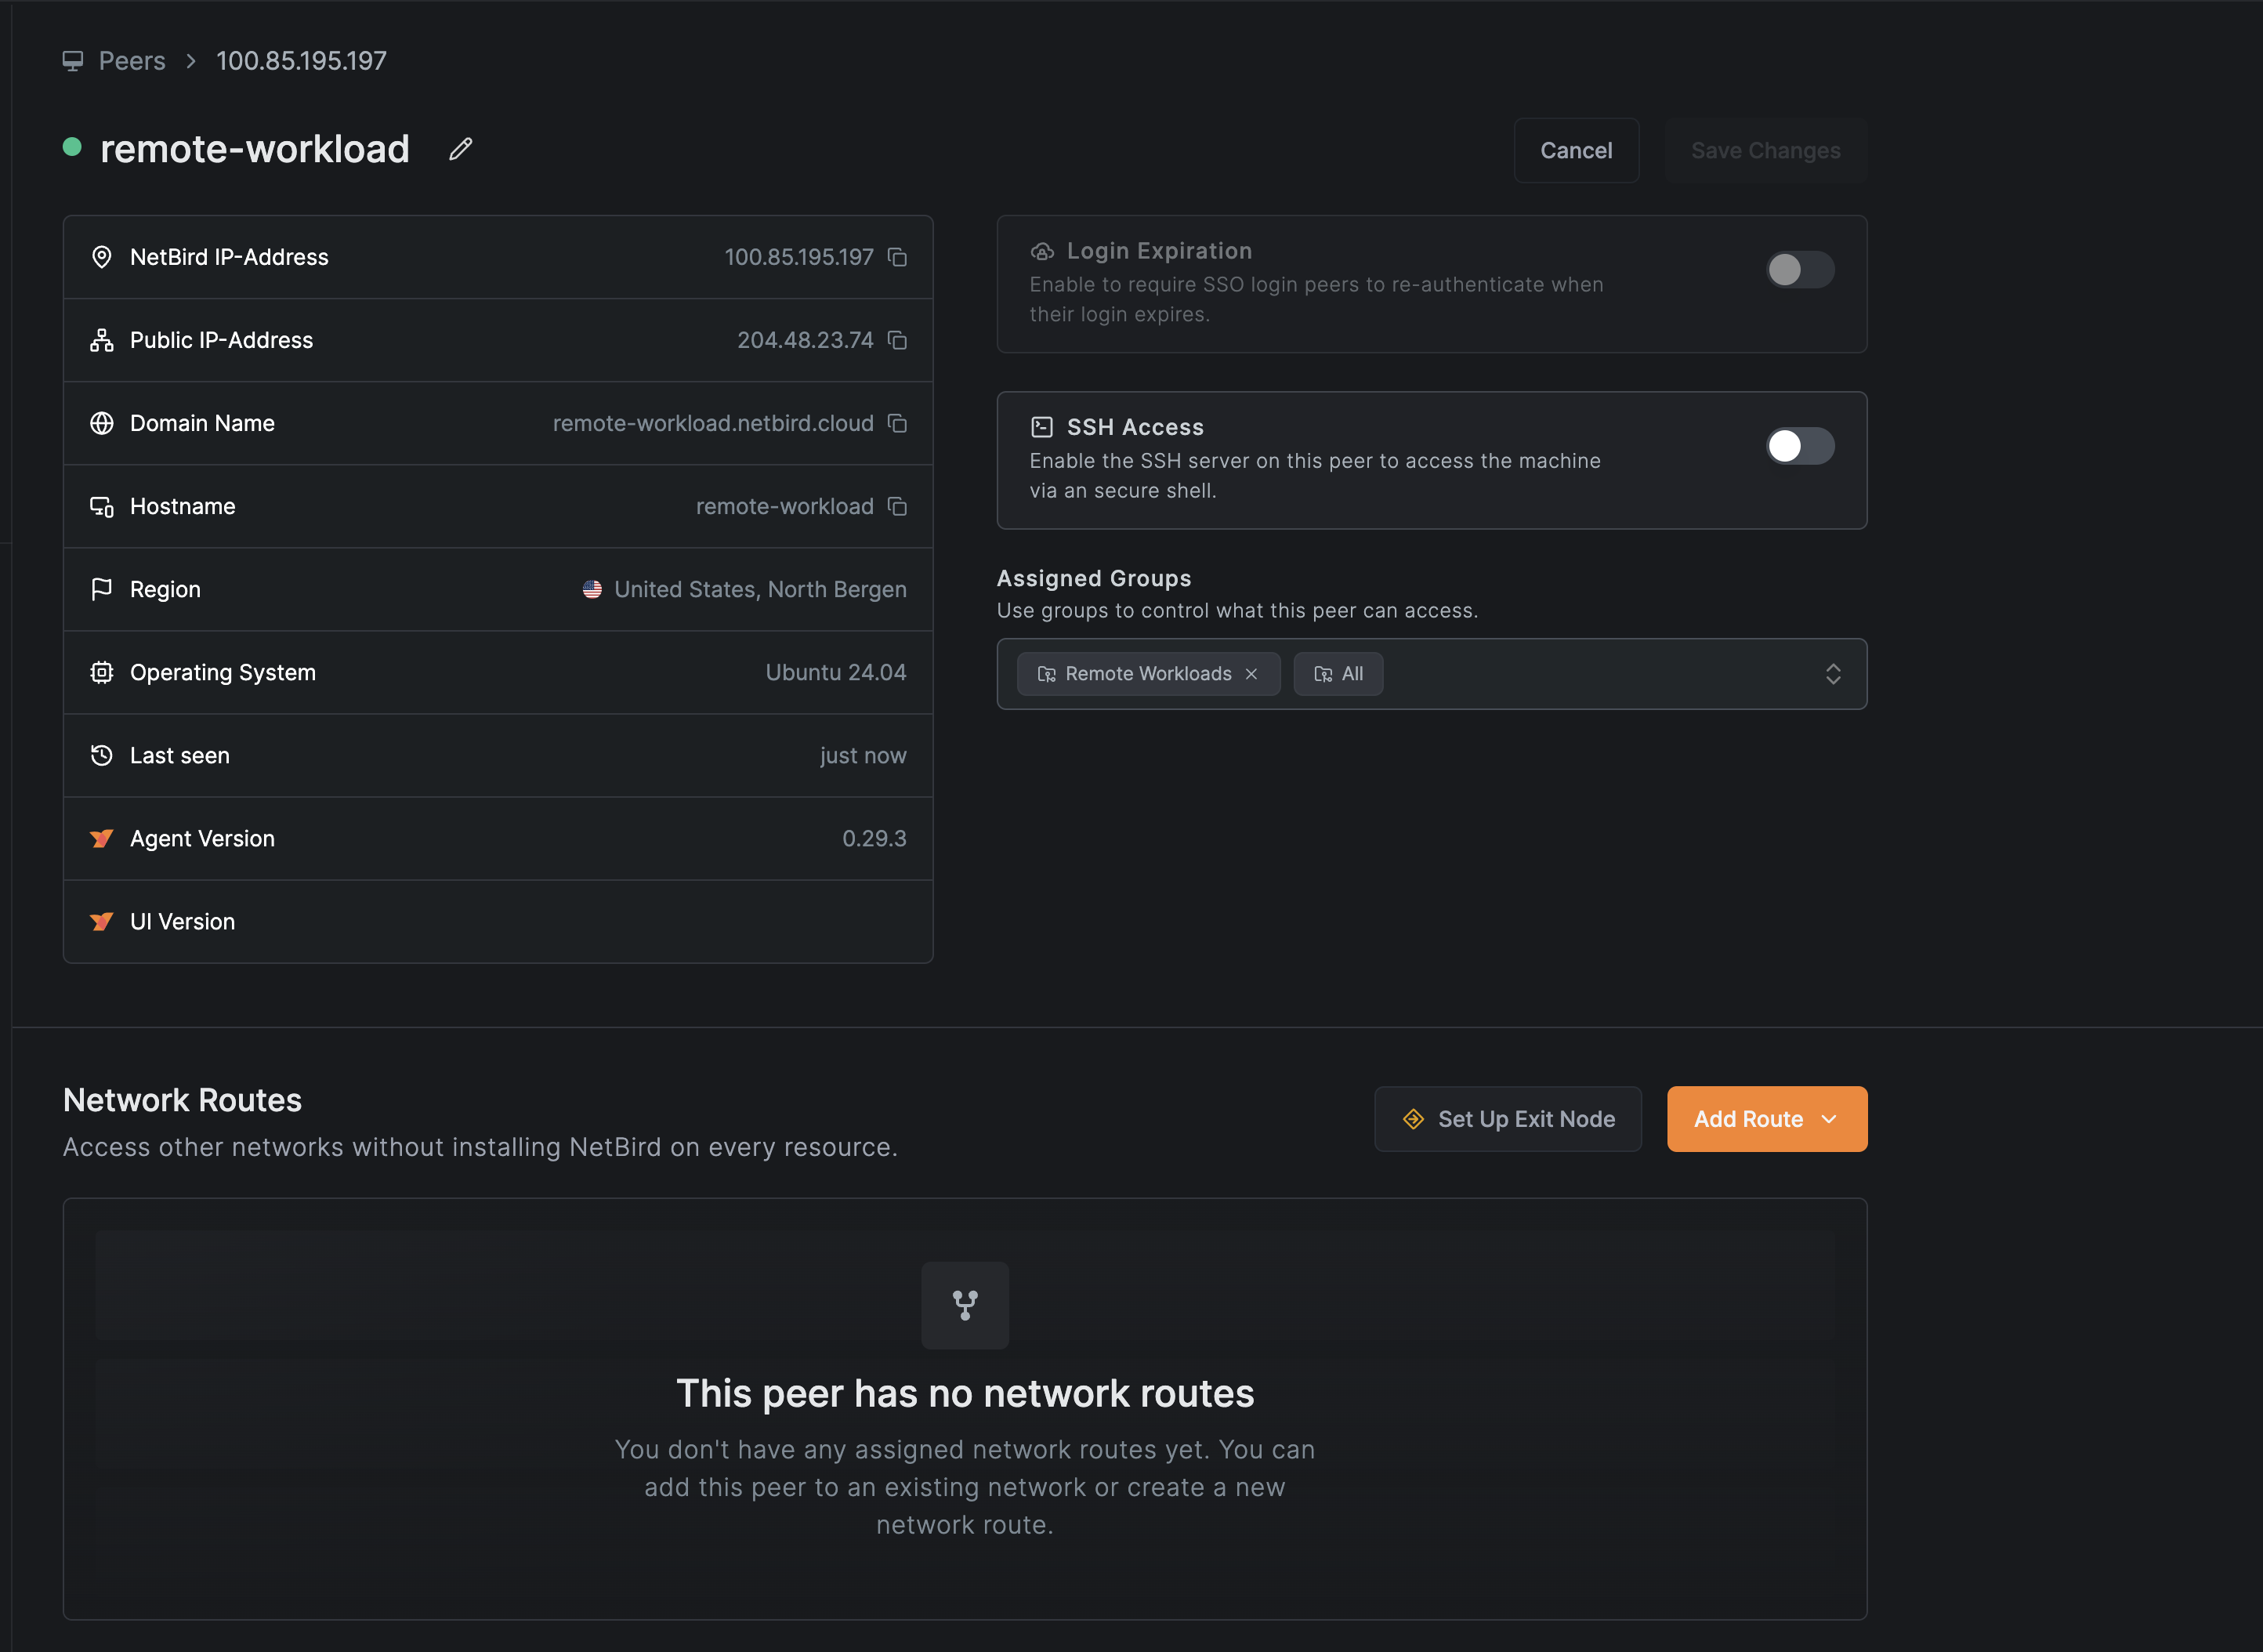 Peers > 100.85.195.197
remote-workload
Cancel
Save Changes
NetBird IP-Address 100.85.195.197
Public IP-Address 204.48.23.74
Domain Name remote-workload.netbird.cloud
Hostname remote-workload
Region United States, North Bergen
Operating System Ubuntu 24.04
Last seen just now
Agent Version 0.29.3
UI Version
Login Expiration
Enable to require SSO login peers to re-authenticate when
their login expires.
SSH Access
Enable the SSH server on this peer to access the machine
via an secure shell.
Assigned Groups
Use groups to control what this peer can access.
Remote Workloads All
Network Routes
Access other networks without installing NetBird on every resource.
Set Up Exit Node
Add Route
This peer has no network routes
You don't have any assigned network routes yet. You can
add this peer to an existing network or create a new
network route.